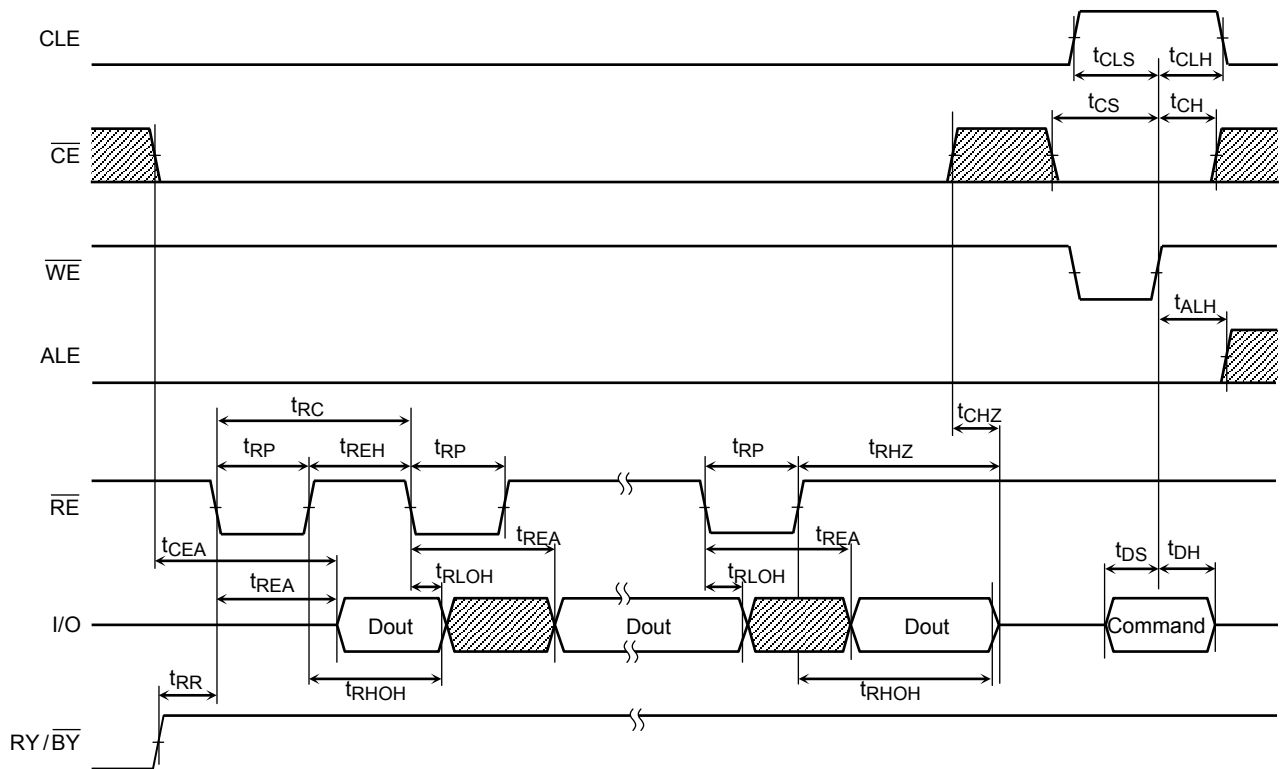 CLE
tCLS tCLH
tCS tCH
CE
WE
tALH
ALE
tRC
tCHZ
tRP tREH tRP tRP tRHZ
RE
tCEA tREA tREA
tREA tRLOH tRLOH tDS tDH
I/O Dout Dout Dout Command
tRR tRHOH tRHOH
RY/BY